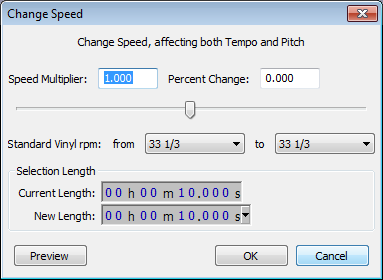 Change Speed
Change Speed, affecting both Tempo and Pitch
Speed Multiplier: 1.000 Percent Change: 0.000
Standard Vinyl rpm: from 33 1/3 to 33 1/3
Selection Length
Current Length: 00 h 00 m 10.000 s
New Length: 00 h 00 m 10.000 s
Preview OK Cancel